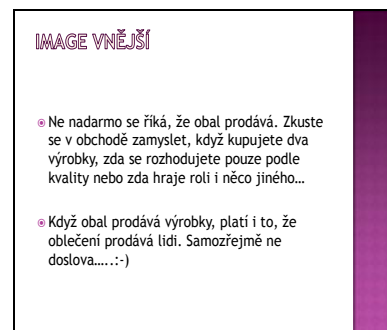 IMAGE VNĚJŠÍ
Ne nadarmo se říká, že obal prodává. Zkuste
se v obchodě zamyslet, když kupujete dva
výrobky, zda se rozhodujete pouze podle
kvality nebo zda hraje roli i něco jiného…
Když obal prodává výrobky, platí i to, že
oblečení prodává lidi. Samozřejmě ne
doslova…..:-)